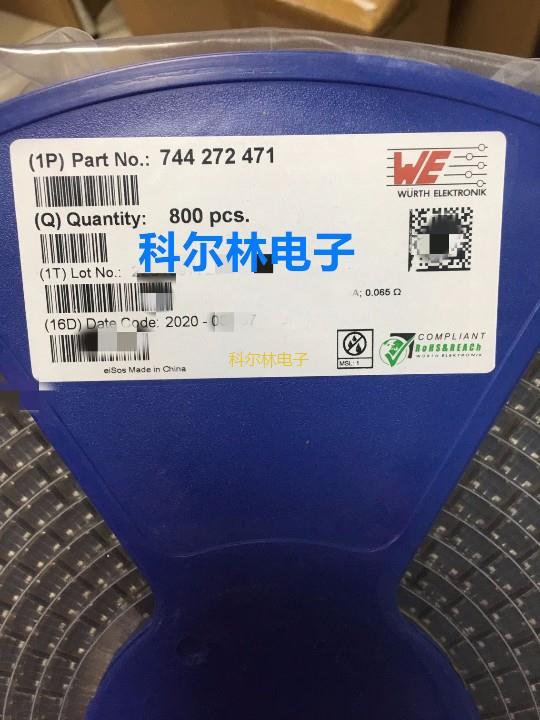 (1P) Part No.: 744 272 471
WE
WÜRTH ELEKTRONIK
(Q) Quantity: 800 pcs.
科尔林电子
(1T) Lot No.:
A; 0.065 Ω
(16D) Date Code: 2020 -
MSL: 1
COMPLIANT
RoHS&REACh
WÜRTH ELEKTRONIK
科尔林电子
eiSos Made in China